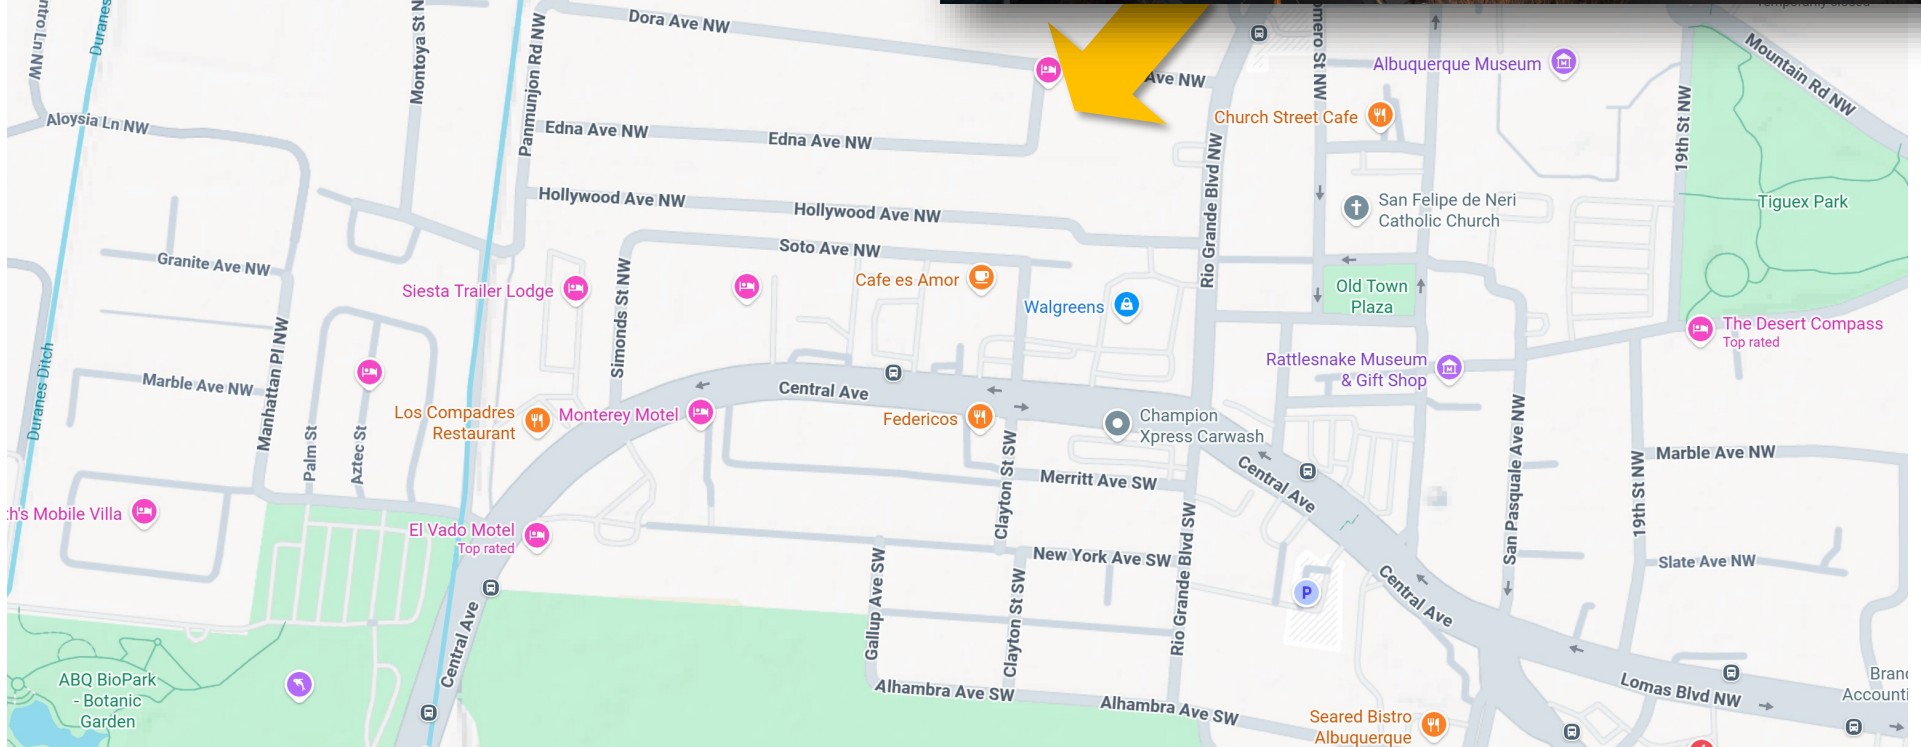 Dora Ave NW
Ave NW
Albuquerque Museum
Mountain Rd NW
Duranes
Montoya St N
Panmunjon Rd NW
Aloysia Ln NW
Edna Ave NW
Edna Ave NW
Church Street Cafe
Rio Grande Blvd NW
19th St NW
Hollywood Ave NW
Hollywood Ave NW
San Felipe de Neri
Catholic Church
Tiguex Park
Soto Ave NW
Granite Ave NW
Siesta Trailer Lodge
Simonds St NW
Cafe es Amor
Walgreens
Old Town
Plaza
The Desert Compass
Top rated
Duranes Ditch
Manhattan Pl NW
Marble Ave NW
Central Ave
Rattlesnake Museum
& Gift Shop
Los Compadres
Restaurant
Monterey Motel
Federicos
Champion
Xpress Carwash
Palm St
Aztec St
Clayton St SW
Merritt Ave SW
Central Ave
San Pasquale Ave NW
Marble Ave NW
19th St NW
th's Mobile Villa
El Vado Motel
Top rated
New York Ave SW
Rio Grande Blvd SW
Slate Ave NW
P
Central Ave
Central Ave
Gallup Ave SW
Clayton St SW
ABQ BioPark
- Botanic
Garden
Alhambra Ave SW
Alhambra Ave SW
Lomas Blvd NW
Seared Bistro
Albuquerque